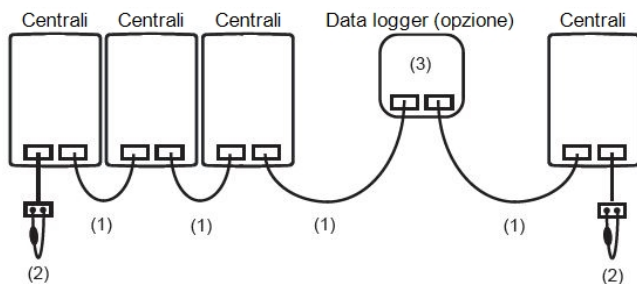 Centrali Centrali Centrali Data logger (opzione) Centrali
(3)
(1) (1) (1) (1)
(2) (2)